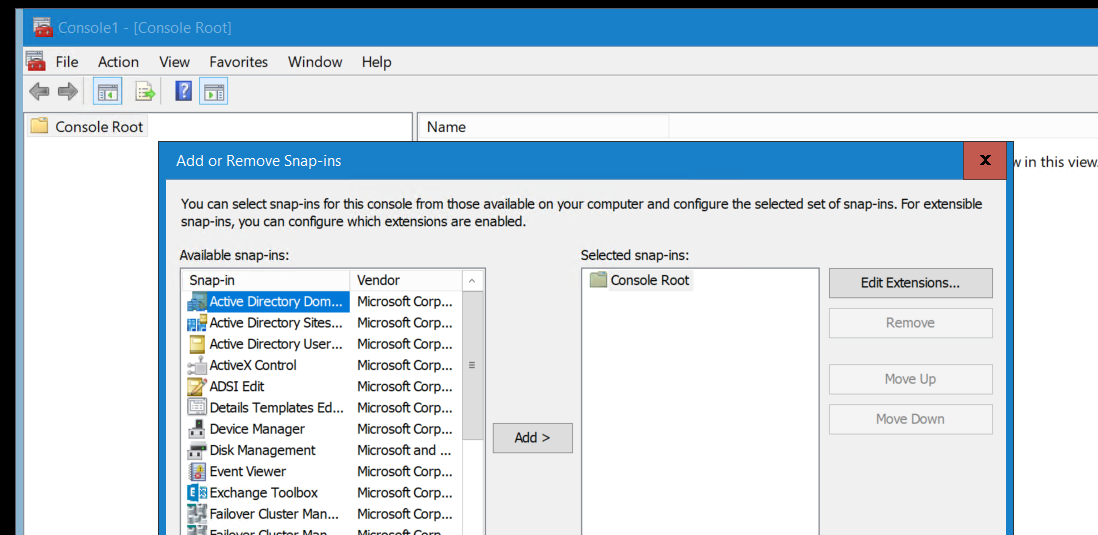 Console1 - [Console Root]
File Action View Favorites Window Help
Console Root
Name
Add or Remove Snap-ins
x
in this view.
You can select snap-ins for this console from those available on your computer and configure the selected set of snap-ins. For extensible
snap-ins, you can configure which extensions are enabled.
Available snap-ins:
Snap-in Vendor
Active Directory Dom... Microsoft Corp...
Active Directory Sites... Microsoft Corp...
Active Directory User... Microsoft Corp...
ActiveX Control Microsoft Corp...
ADSI Edit Microsoft Corp...
Details Templates Ed... Microsoft Corp...
Device Manager Microsoft Corp...
Disk Management Microsoft and ...
Event Viewer Microsoft Corp...
Exchange Toolbox Microsoft Corp...
Failover Cluster Man... Microsoft Corp...
Failover Cluster Man... Microsoft Corp...
Add >
Selected snap-ins:
Console Root
Edit Extensions...
Remove
Move Up
Move Down